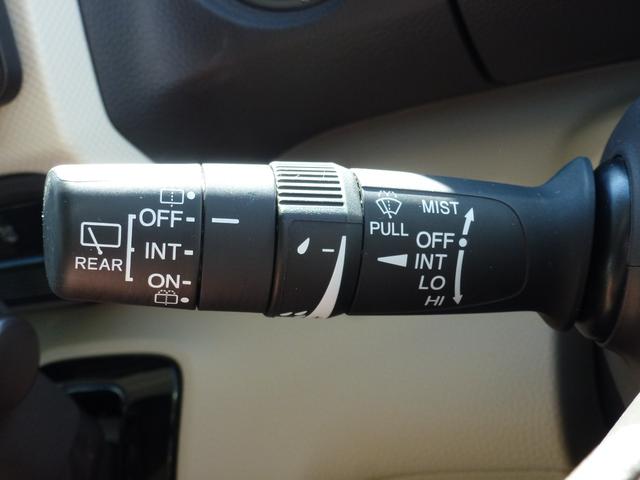 OFF
INT
ON
REAR
PULL
MIST
OFF
INT
LO
HI